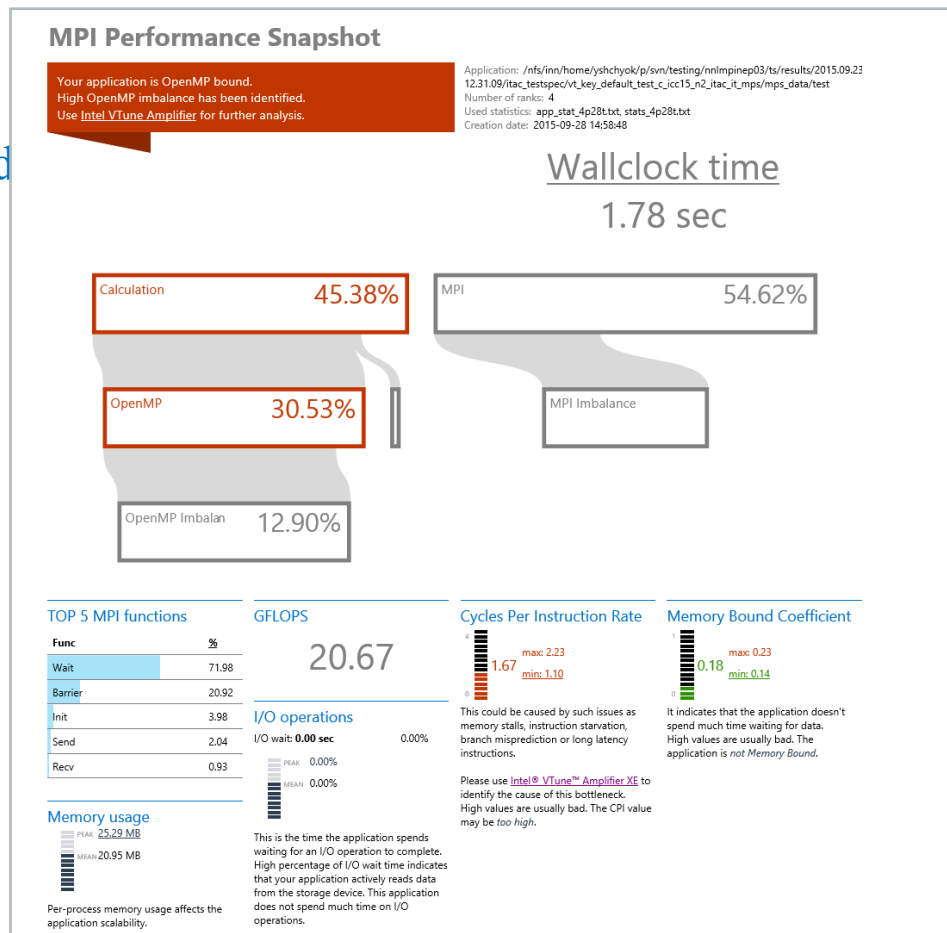 MPI Performance Snapshot
Your application is OpenMP bound.
High OpenMP imbalance has been identified.
Use Intel VTune Amplifier for further analysis.
Application: /nfs/inn/home/yshchyok/p/svn/testing/nnlmpinep03/ts/results/2015.09.23
12.31.09/itac_testspec/vt_key_default_test_c_icc15_n2_itac_it_mps/mps_data/test
Number of ranks: 4
Used statistics: app_stat_4p28t.txt, stats_4p28t.txt
Creation date: 2015-09-28 14:58:48
d
Wallclock time
1.78 sec
Calculation 45.38%
MPI 54.62%
OpenMP 30.53%
MPI Imbalance
OpenMP Imbalan 12.90%
TOP 5 MPI functions
Func %
Wait 71.98
Barrier 20.92
Init 3.98
Send 2.04
Recv 0.93
Memory usage
PEAK 25.29 MB
MEAN 20.95 MB
Per-process memory usage affects the
application scalability.
GFLOPS
20.67
I/O operations
I/O wait: 0.00 sec 0.00%
PEAK 0.00%
MEAN 0.00%
This is the time the application spends
waiting for an I/O operation to complete.
High percentage of I/O wait time indicates
that your application actively reads data
from the storage device. This application
does not spend much time on I/O
operations.
Cycles Per Instruction Rate
4
max: 2.23
1.67
min: 1.10
0
This could be caused by such issues as
memory stalls, instruction starvation,
branch misprediction or long latency
instructions.
Please use Intel® VTune™ Amplifier XE to
identify the cause of this bottleneck.
High values are usually bad. The CPI value
may be too high.
Memory Bound Coefficient
1
max: 0.23
0.18
min: 0.14
0
It indicates that the application doesn't
spend much time waiting for data.
High values are usually bad. The
application is not Memory Bound.